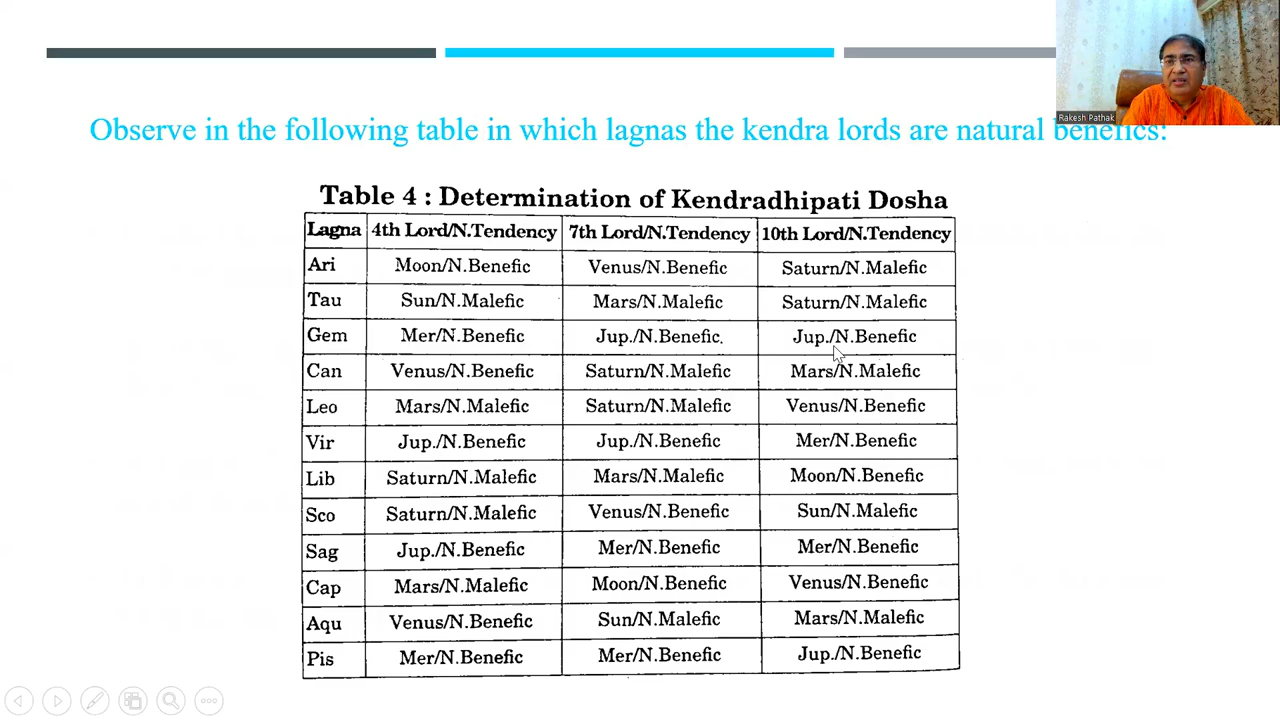 Observe in the following table in which lagnas the kendra lords are natural benefics:
Rakesh Pathak
Table 4 : Determination of Kendradhipati Dosha
Lagna 4th Lord/N.Tendency 7th Lord/N.Tendency 10th Lord/N.Tendency
Ari Moon/N.Benefic Venus/N.Benefic Saturn/N.Malefic
Tau Sun/N.Malefic Mars/N.Malefic Saturn/N.Malefic
Gem Mer/N.Benefic Jup./N.Benefic. Jup./N.Benefic
Can Venus/N.Benefic Saturn/N.Malefic Mars/N.Malefic
Leo Mars/N.Malefic Saturn/N.Malefic Venus/N.Benefic
Vir Jup./N.Benefic Jup./N.Benefic Mer/N.Benefic
Lib Saturn/N.Malefic Mars/N.Malefic Moon/N.Benefic
Sco Saturn/N.Malefic Venus/N.Benefic Sun/N.Malefic
Sag Jup./N.Benefic Mer/N.Benefic Mer/N.Benefic
Cap Mars/N.Malefic Moon/N.Benefic Venus/N.Benefic
Aqu Venus/N.Benefic Sun/N.Malefic Mars/N.Malefic
Pis Mer/N.Benefic Mer/N.Benefic Jup./N.Benefic